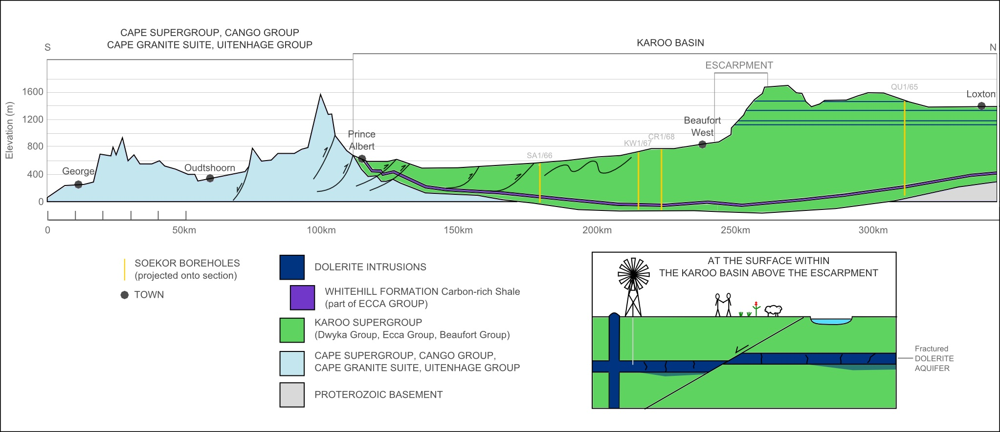 CAPE SUPERGROUP, CANGO GROUP
CAPE GRANITE SUITE, UITENHAGE GROUP
KAROO BASIN
S
N
ESCARPMENT
Elevation (m)
1600
1200
800
400
0
George
Oudtshoorn
Prince
Albert
SA1/66
KW1/67
CR1/68
Beaufort
West
QU1/65
Loxton
0
50km
100km
150km
200km
250km
300km
SOEKOR BOREHOLES
(projected onto section)
TOWN
DOLERITE INTRUSIONS
WHITEHILL FORMATION Carbon-rich Shale
(part of ECCA GROUP)
KAROO SUPERGROUP
(Dwyka Group, Ecca Group, Beaufort Group)
CAPE SUPERGROUP, CANGO GROUP,
CAPE GRANITE SUITE, UITENHAGE GROUP
PROTEROZOIC BASEMENT
AT THE SURFACE WITHIN
THE KAROO BASIN ABOVE THE ESCARPMENT
Fractured
DOLERITE
AQUIFER